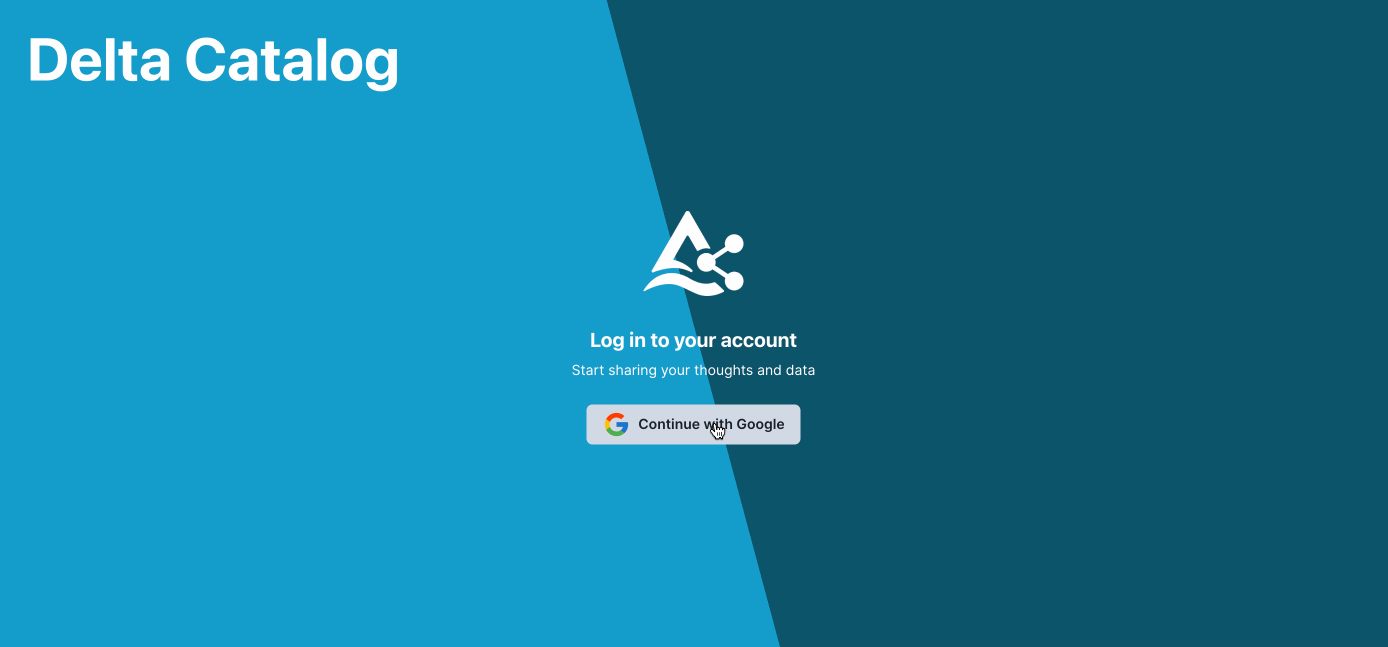 Delta Catalog
Log in to your account
Start sharing your thoughts and data
Continue with Google